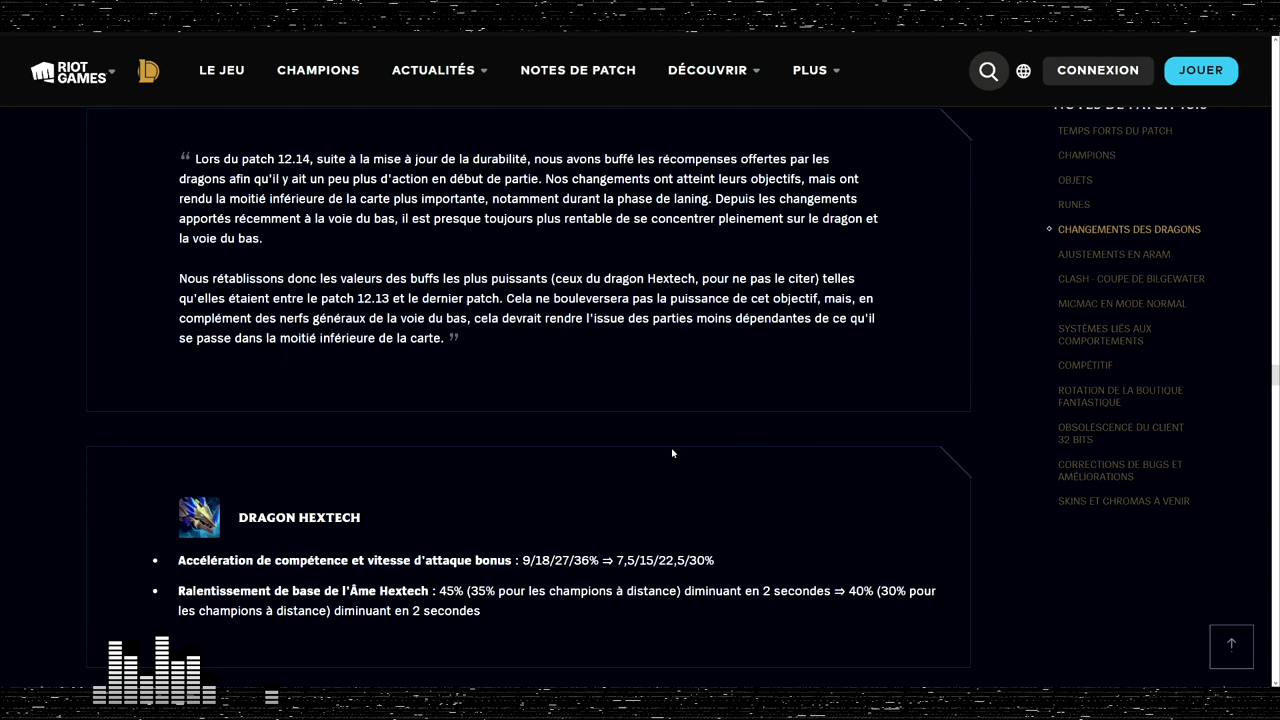 RIOT
GAMES
LE JEU
CHAMPIONS
ACTUALITÉS
NOTES DE PATCH
DÉCOUVRIR
PLUS
CONNEXION
JOUER
“ Lors du patch 12.14, suite à la mise à jour de la durabilité, nous avons buffé les récompenses offertes par les
dragons afin qu'il y ait un peu plus d'action en début de partie. Nos changements ont atteint leurs objectifs, mais ont
rendu la moitié inférieure de la carte plus importante, notamment durant la phase de laning. Depuis les changements
apportés récemment à la voie du bas, il est presque toujours plus rentable de se concentrer pleinement sur le dragon et
la voie du bas.
Nous rétablissons donc les valeurs des buffs les plus puissants (ceux du dragon Hextech, pour ne pas le citer) telles
qu'elles étaient entre le patch 12.13 et le dernier patch. Cela ne bouleversera pas la puissance de cet objectif, mais, en
complément des nerfs généraux de la voie du bas, cela devrait rendre l'issue des parties moins dépendantes de ce qu'il
se passe dans la moitié inférieure de la carte. ”
DRAGON HEXTECH
• Accélération de compétence et vitesse d'attaque bonus : 9/18/27/36% ⇒ 7,5/15/22,5/30%
• Ralentissement de base de l'Âme Hextech : 45% (35% pour les champions à distance) diminuant en 2 secondes ⇒ 40% (30% pour
les champions à distance) diminuant en 2 secondes
TEMPS FORTS DU PATCH
CHAMPIONS
OBJETS
RUNES
CHANGEMENTS DES DRAGONS
AJUSTEMENTS EN ARAM
CLASH - COUPE DE BILGEWATER
MICMAC EN MODE NORMAL
SYSTÈMES LIÉS AUX
COMPORTEMENTS
COMPÉTITIF
ROTATION DE LA BOUTIQUE
FANTASTIQUE
OBSOLESCENCE DU CLIENT
32 BITS
CORRECTIONS DE BUGS ET
AMÉLIORATIONS
SKINS ET CHROMAS À VENIR